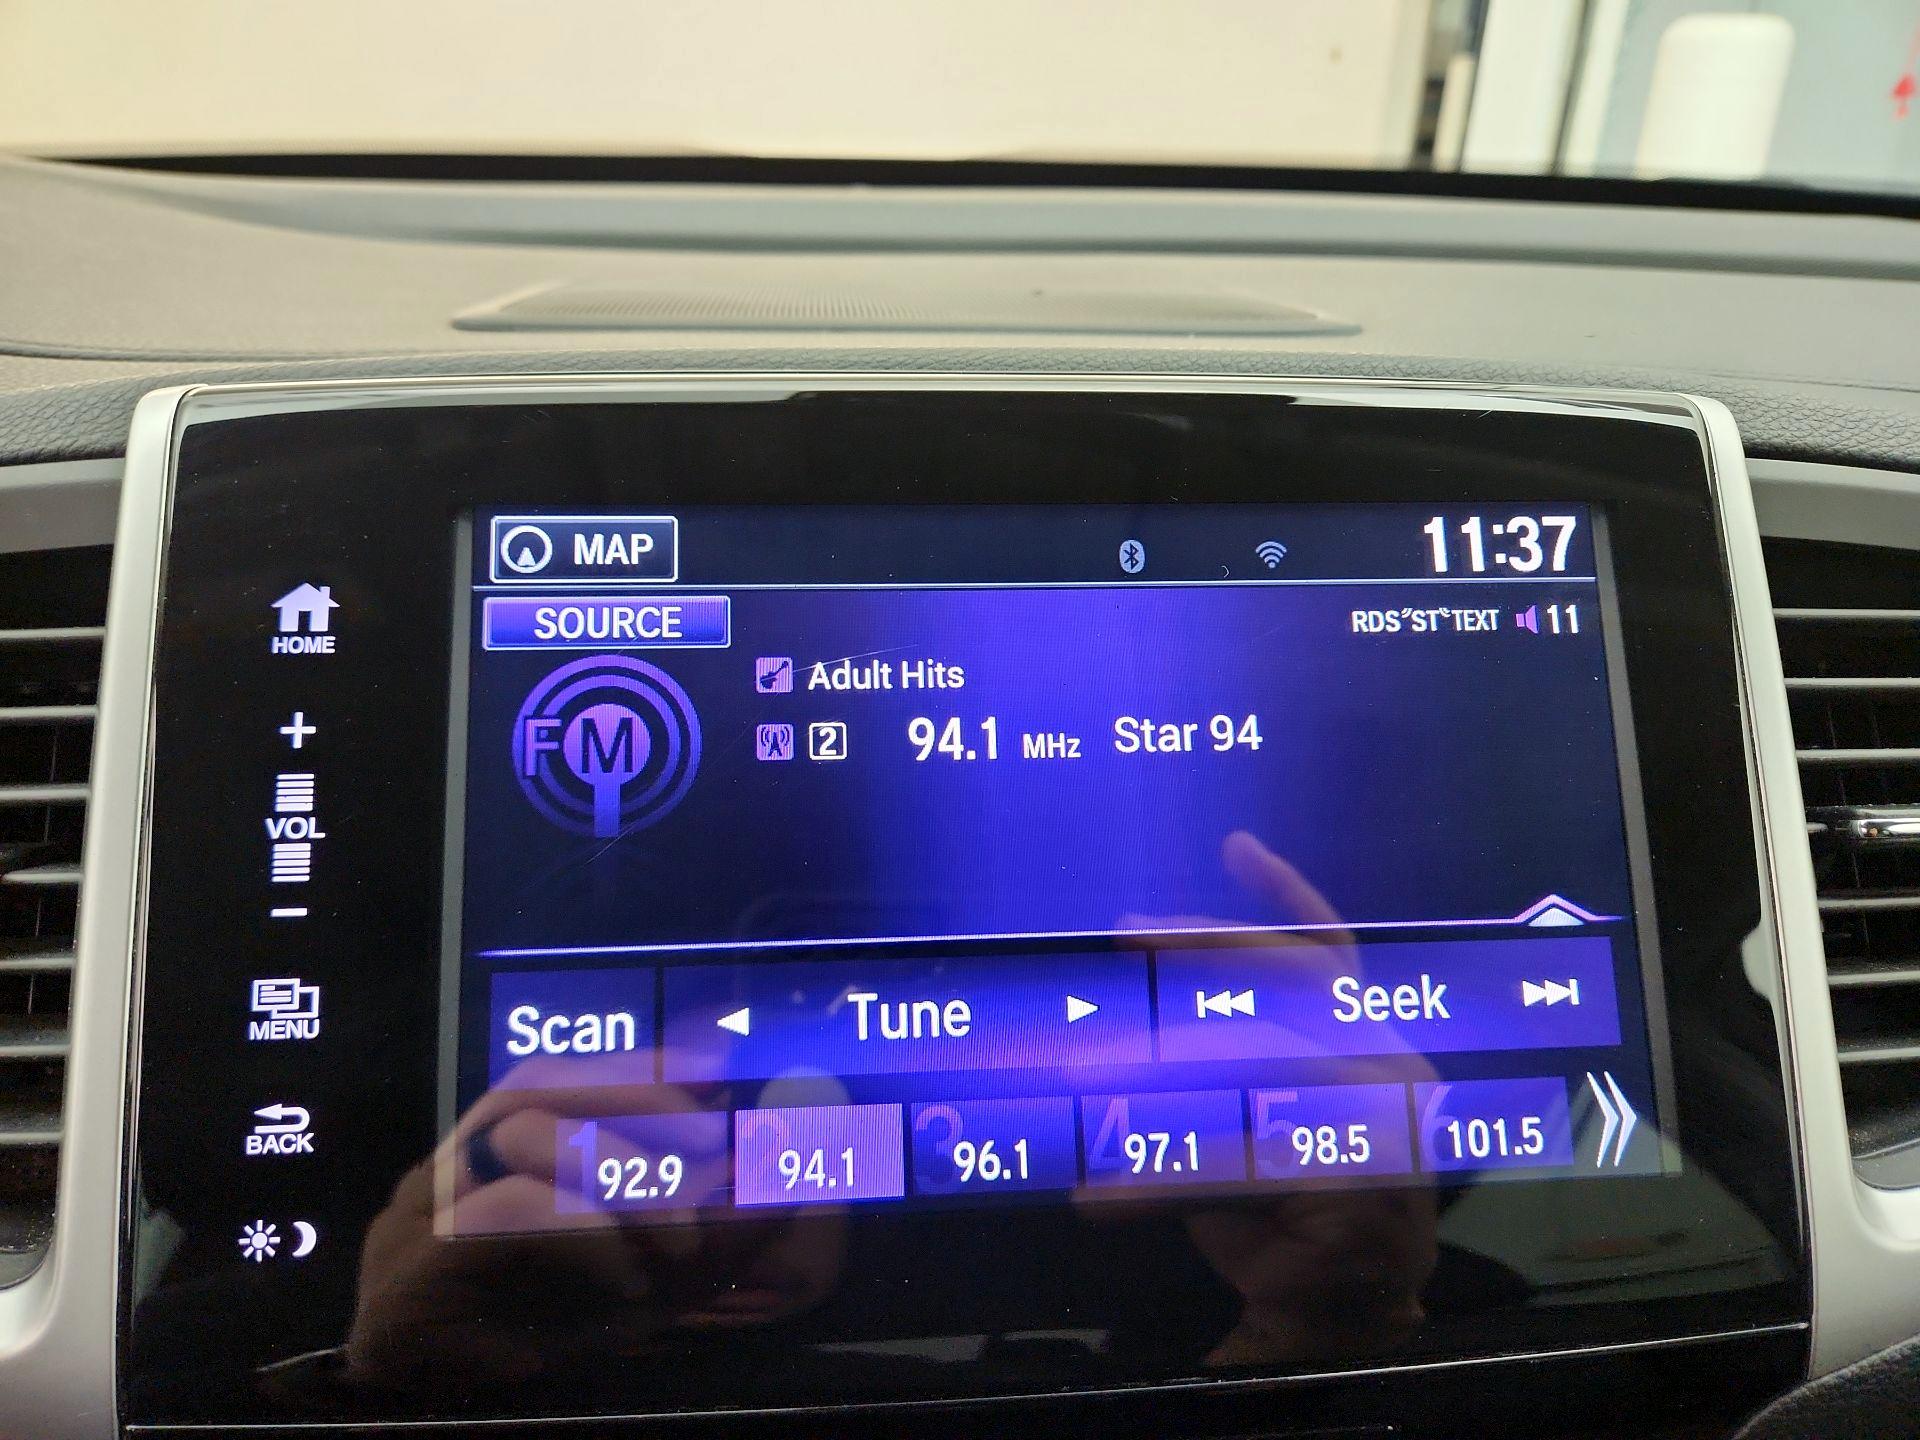 MAP 11:37
SOURCE RDS ST TEXT 11
HOME
Adult Hits
FM 2 94.1 MHz Star 94
+
VOL
−
Scan Tune Seek
MENU
1 92.9 2 94.1 3 96.1 4 97.1 5 98.5 6 101.5
BACK